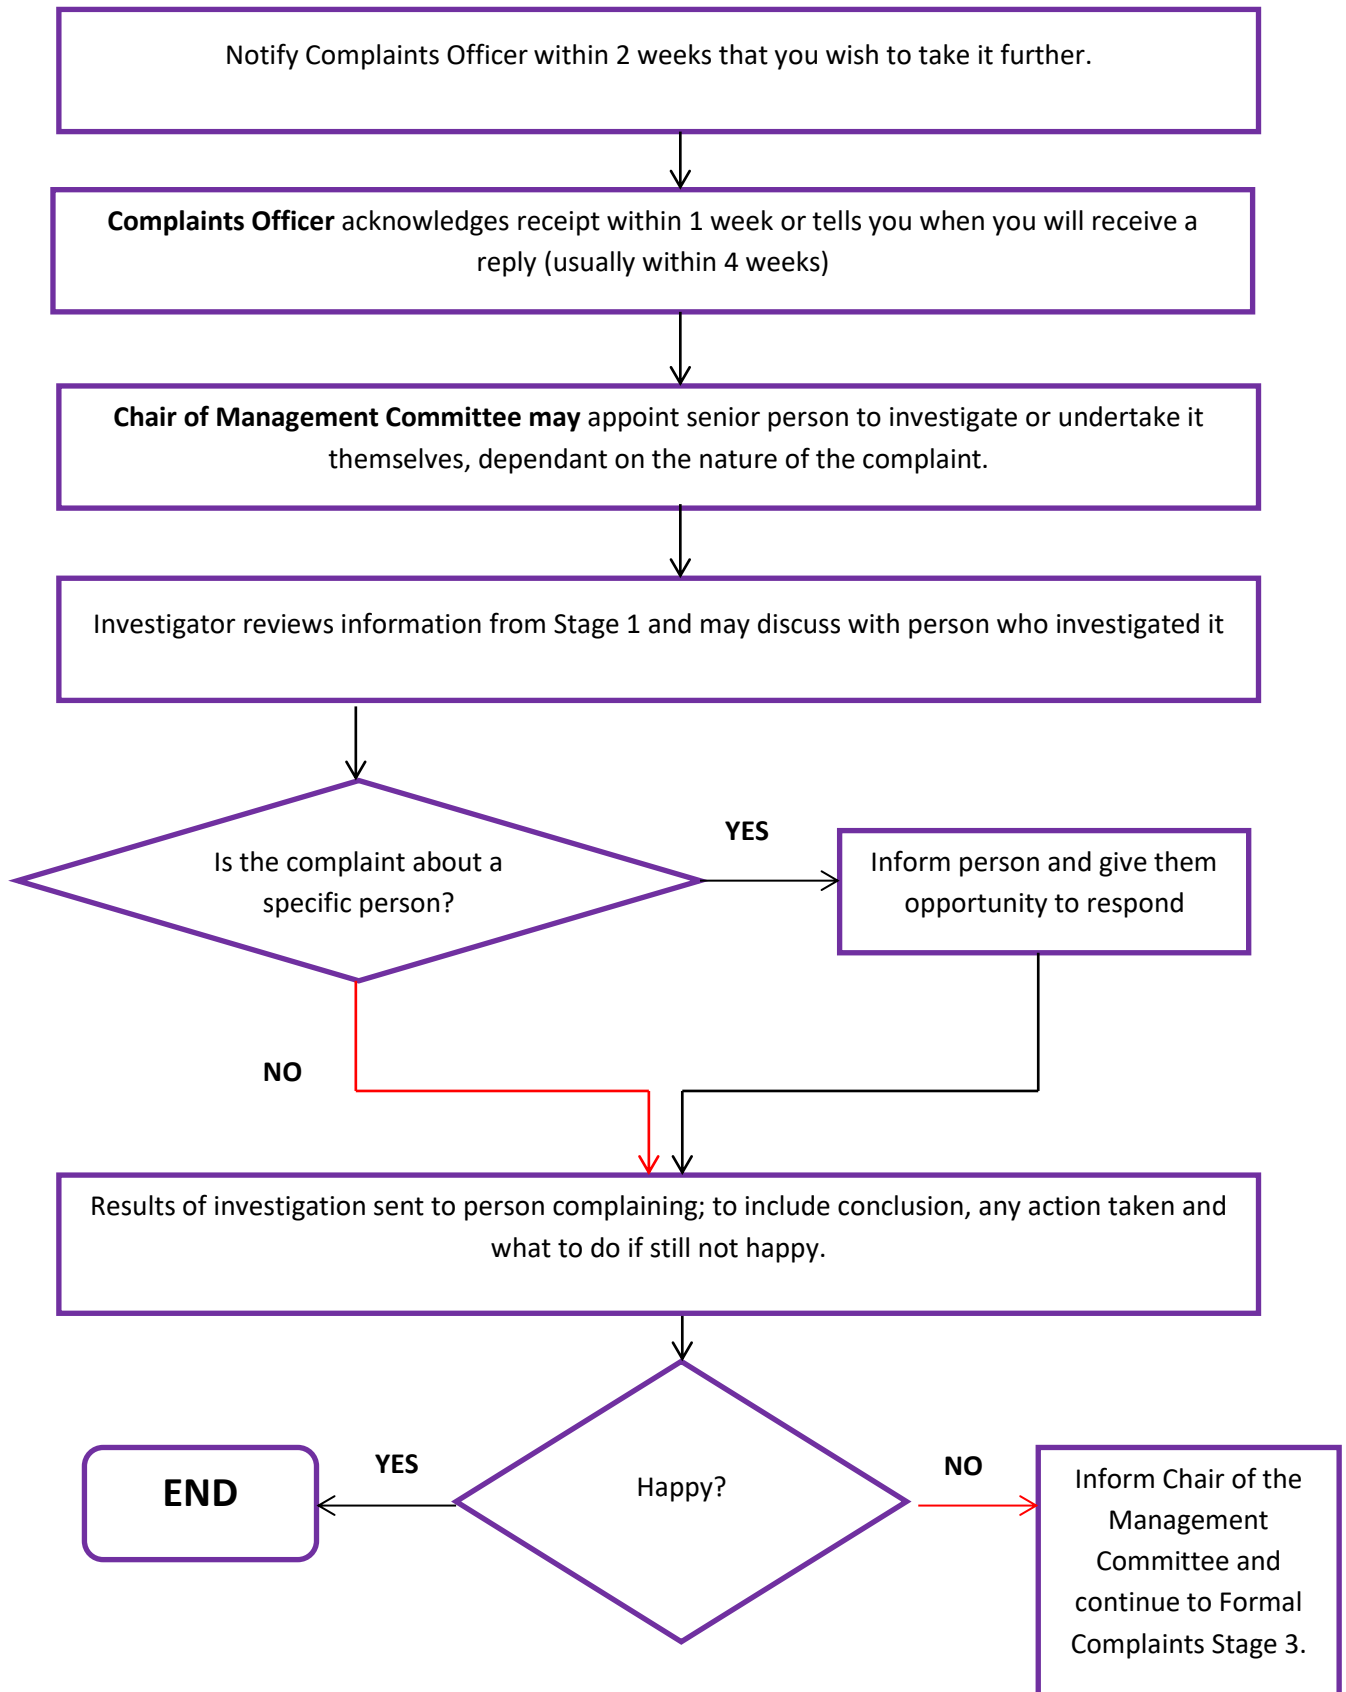 Notify Complaints Officer within 2 weeks that you wish to take it further.
Complaints Officer acknowledges receipt within 1 week or tells you when you will receive a
reply (usually within 4 weeks)
Chair of Management Committee may appoint senior person to investigate or undertake it
themselves, dependant on the nature of the complaint.
Investigator reviews information from Stage 1 and may discuss with person who investigated it
Is the complaint about a
specific person?
YES
Inform person and give them
opportunity to respond
NO
Results of investigation sent to person complaining; to include conclusion, any action taken and
what to do if still not happy.
Happy?
YES
END
NO
Inform Chair of the
Management
Committee and
continue to Formal
Complaints Stage 3.